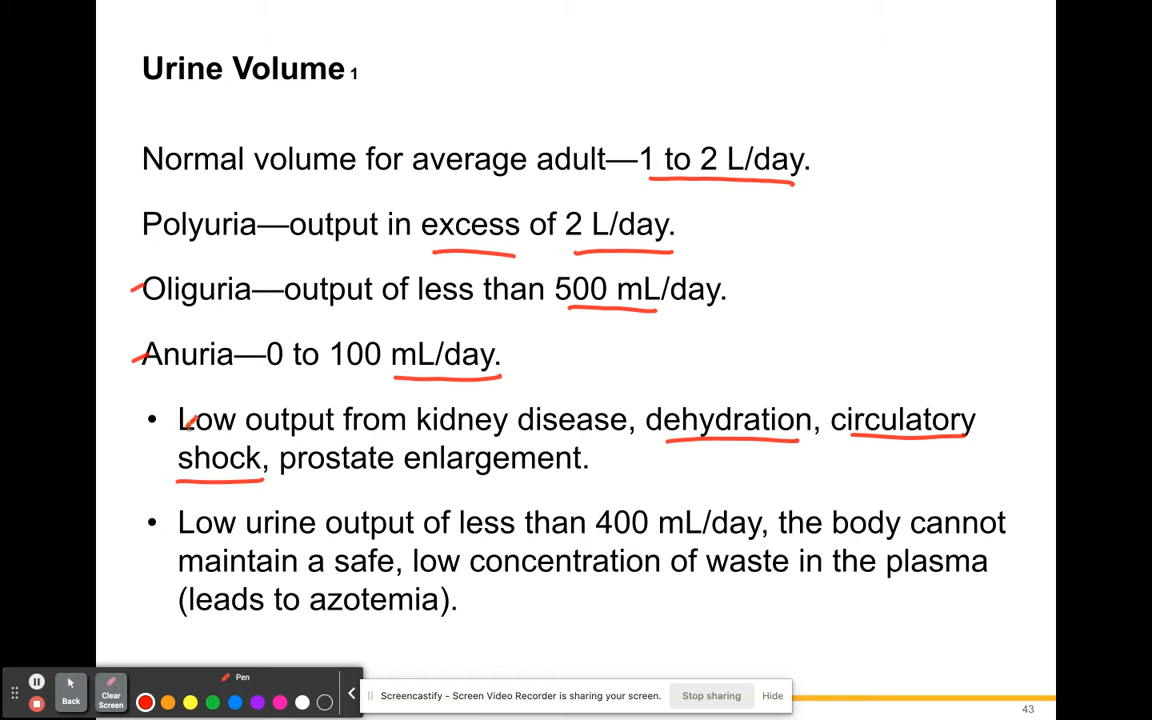 Urine Volume 1
Normal volume for average adult—1 to 2 L/day.
Polyuria—output in excess of 2 L/day.
Oliguria—output of less than 500 mL/day.
Anuria—0 to 100 mL/day.
• Low output from kidney disease, dehydration, circulatory
shock, prostate enlargement.
• Low urine output of less than 400 mL/day, the body cannot
maintain a safe, low concentration of waste in the plasma
(leads to azotemia).
Pen
Back
Clear
Screen
Screencastify - Screen Video Recorder is sharing your screen.
Stop sharing
Hide
43